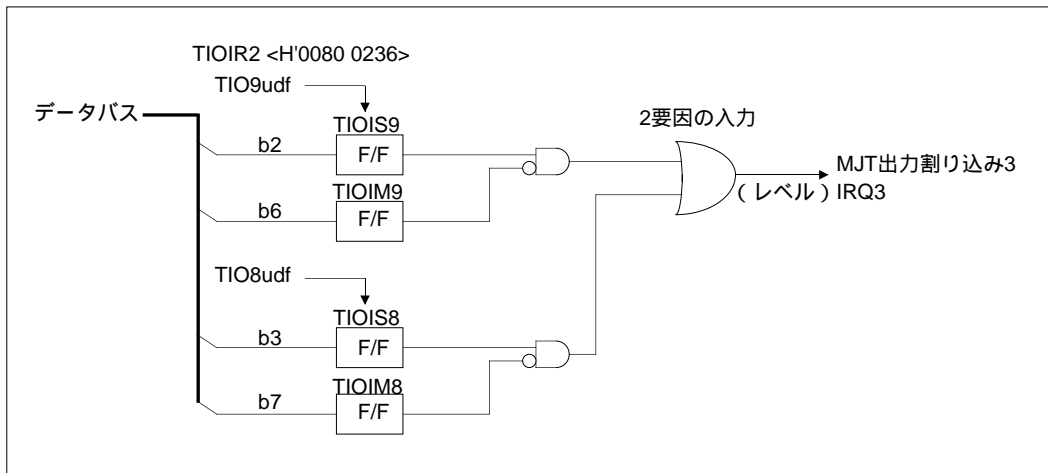 TIOIR2 <H'0080 0236>
TIO9udf
データバス
TIOIS9
2要因の入力
b2
F/F
MJT出力割り込み3
TIOIM9
(レベル) IRQ3
b6
F/F
TIO8udf
TIOIS8
b3
F/F
TIOIM8
b7
F/F